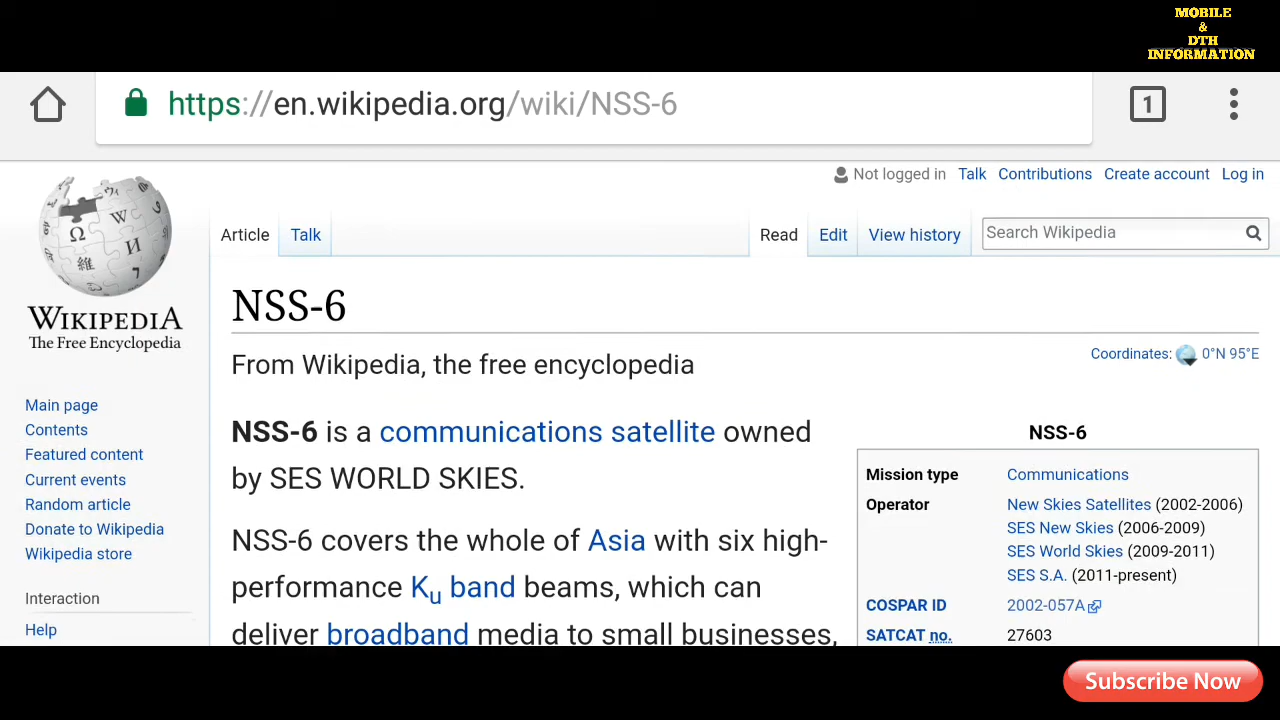 MOBILE
&
DTH
INFORMATION
https://en.wikipedia.org/wiki/NSS-6
1
Not logged in Talk Contributions Create account Log in
Article Talk Read Edit View history Search Wikipedia
WIKIPEDIA
The Free Encyclopedia
NSS-6
From Wikipedia, the free encyclopedia
Coordinates: 0°N 95°E
Main page
Contents
Featured content
Current events
Random article
Donate to Wikipedia
Wikipedia store
Interaction
Help
NSS-6 is a communications satellite owned
by SES WORLD SKIES.
NSS-6 covers the whole of Asia with six high-
performance Ku band beams, which can
deliver broadband media to small businesses,
NSS-6
Mission type Communications
Operator New Skies Satellites (2002-2006)
SES New Skies (2006-2009)
SES World Skies (2009-2011)
SES S.A. (2011-present)
COSPAR ID 2002-057A
SATCAT no. 27603
Subscribe Now